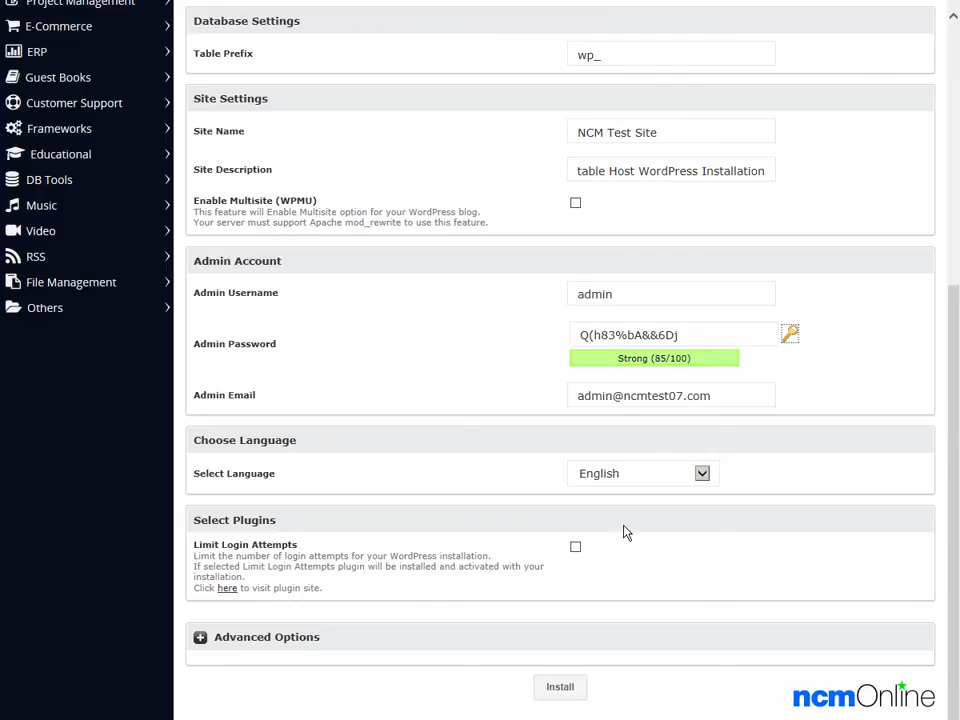 Project Management
E-Commerce
ERP
Guest Books
Customer Support
Frameworks
Educational
DB Tools
Music
Video
RSS
File Management
Others
Database Settings
Table Prefix
wp_
Site Settings
Site Name
NCM Test Site
Site Description
table Host WordPress Installation
Enable Multisite (WPMU)
This feature will Enable Multisite option for your WordPress blog.
Your server must support Apache mod_rewrite to use this feature.
Admin Account
Admin Username
admin
Admin Password
Q(h83%bA&&6Dj
Strong (85/100)
Admin Email
admin@ncmtest07.com
Choose Language
Select Language
English
Select Plugins
Limit Login Attempts
Limit the number of login attempts for your WordPress installation.
If selected Limit Login Attempts plugin will be installed and activated with your
installation.
Click here to visit plugin site.
Advanced Options
Install
ncmOnline